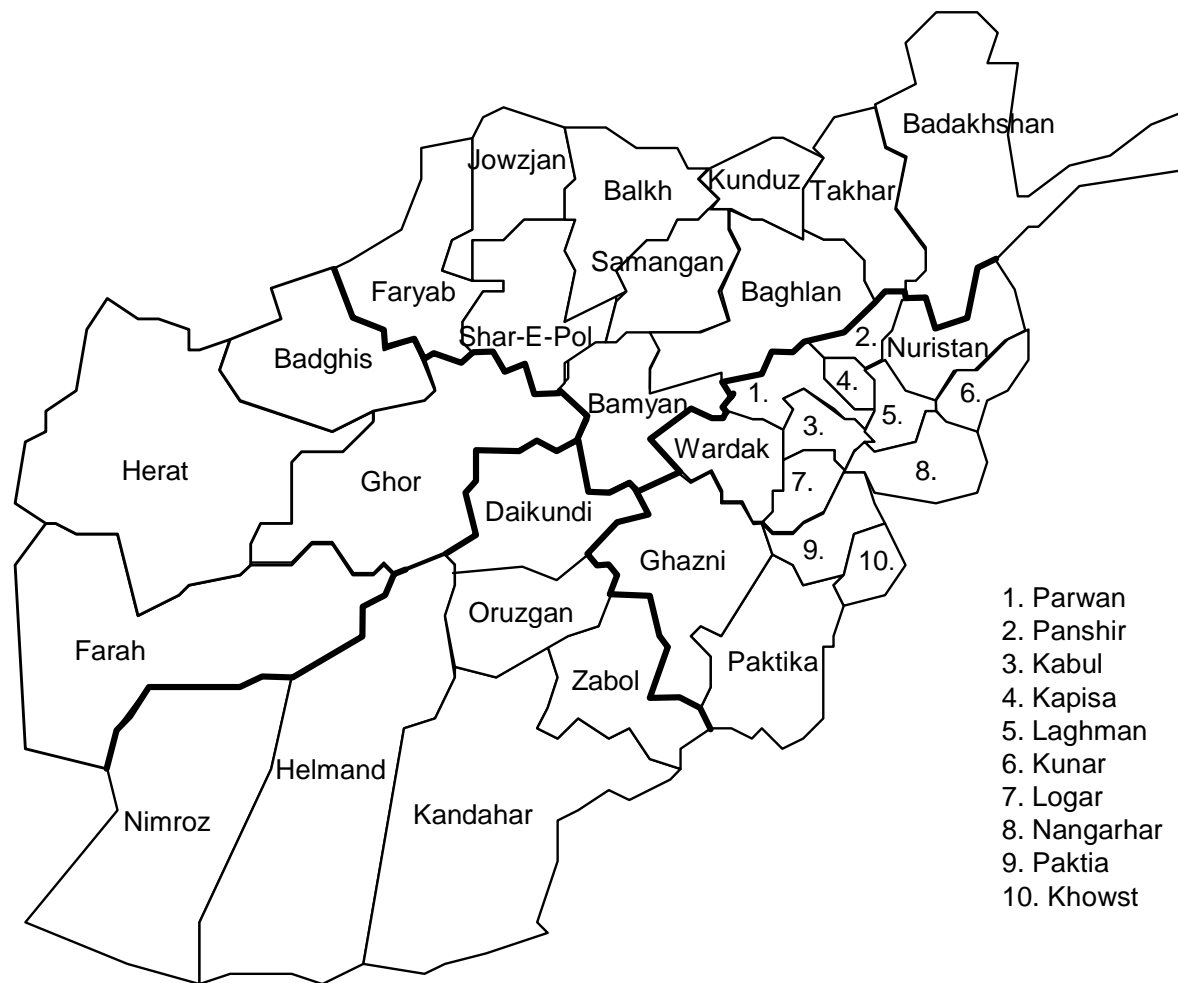 Badakhshan
Jowzjan
Balkh
Kunduz
Takhar
Samangan
Faryab
Baghlan
Shar-E-Pol
2.
Badghis
Nuristan
4.
1.
6.
Bamyan
5.
3.
Wardak
Herat
8.
Ghor
7.
Daikundi
9.
Ghazni
10.
Oruzgan
Farah
Paktika
Zabol
Helmand
Kandahar
Nimroz
1. Parwan
2. Panshir
3. Kabul
4. Kapisa
5. Laghman
6. Kunar
7. Logar
8. Nangarhar
9. Paktia
10. Khowst